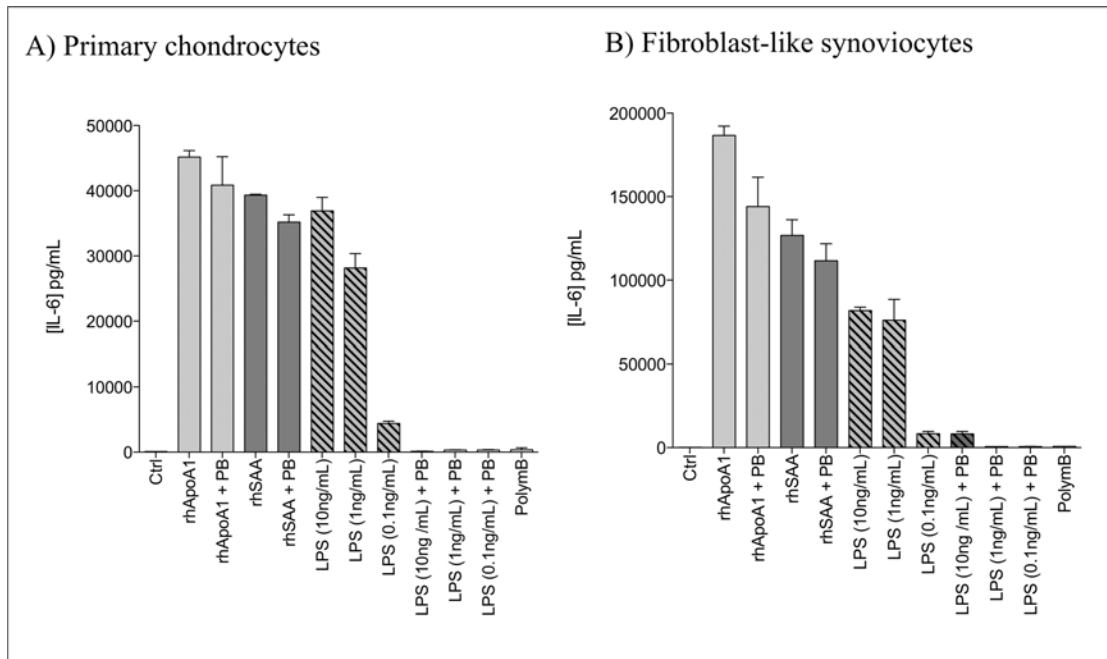 A) Primary chondrocytes
[IL-6] pg/mL
50000
40000
30000
20000
10000
0
Ctrl
rhApoA1
rhApoA1 + PB
rhSAA
rhSAA + PB
LPS (10ng/mL)
LPS (1ng/mL)
LPS (0.1ng/mL)
LPS (10ng /mL) + PB
LPS (1ng/mL) + PB
LPS (0.1ng/mL) + PB
PolymB
B) Fibroblast-like synoviocytes
[IL-6] pg/mL
200000
150000
100000
50000
0
Ctrl
rhApoA1
rhApoA1 + PB
rhSAA
rhSAA + PB
LPS (10ng/mL)
LPS (1ng/mL)
LPS (0.1ng/mL)
LPS (10ng /mL) + PB
LPS (1ng/mL) + PB
LPS (0.1ng/mL) + PB
PolymB